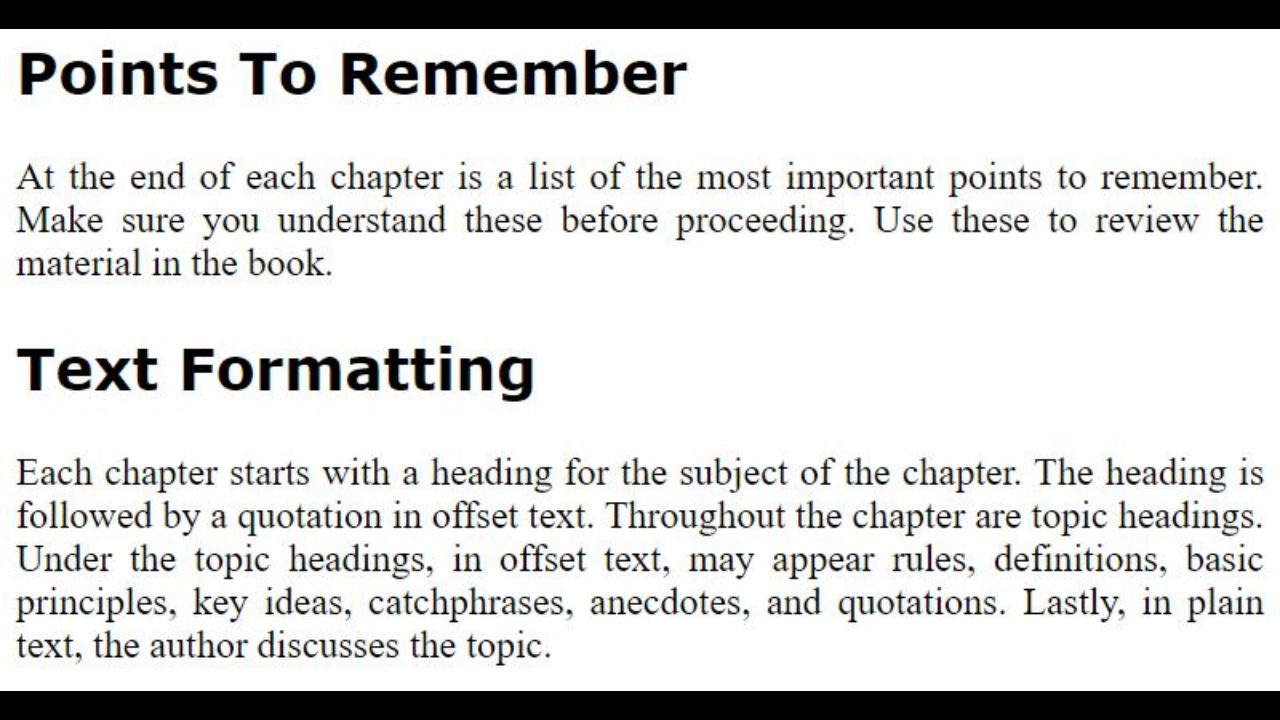 Points To Remember
At the end of each chapter is a list of the most important points to remember.
Make sure you understand these before proceeding. Use these to review the
material in the book.
Text Formatting
Each chapter starts with a heading for the subject of the chapter. The heading is
followed by a quotation in offset text. Throughout the chapter are topic headings.
Under the topic headings, in offset text, may appear rules, definitions, basic
principles, key ideas, catchphrases, anecdotes, and quotations. Lastly, in plain
text, the author discusses the topic.